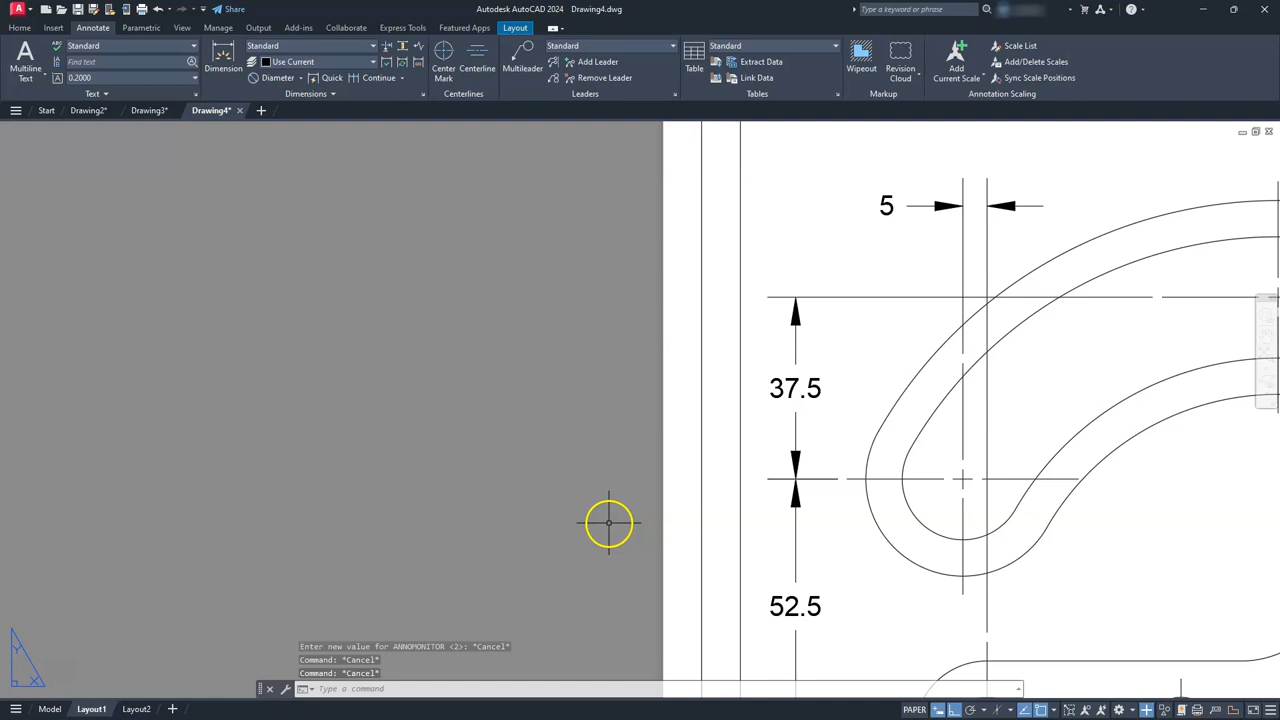 Share
Autodesk AutoCAD 2024 Drawing4.dwg
Type a keyword or phrase
Home Insert Annotate Parametric View Manage Output Add-ins Collaborate Express Tools Featured Apps Layout
A
Multiline
Text
Standard
Find text
0.2000
Text
Dimension
Standard
Use Current
Diameter
Quick
Continue
Dimensions
Center
Mark
Centerline
Centerlines
Multileader
Standard
Add Leader
Remove Leader
Leaders
Table
Standard
Extract Data
Link Data
Tables
Wipeout
Revision
Cloud
Markup
Add
Current Scale
Scale List
Add/Delete Scales
Sync Scale Positions
Annotation Scaling
Start Drawing2* Drawing3* Drawing4*
5
37.5
52.5
Y
X
Enter new value for ANNOMONITOR <2>: *Cancel*
Command: *Cancel*
Command: *Cancel*
Type a command
Model Layout1 Layout2
PAPER